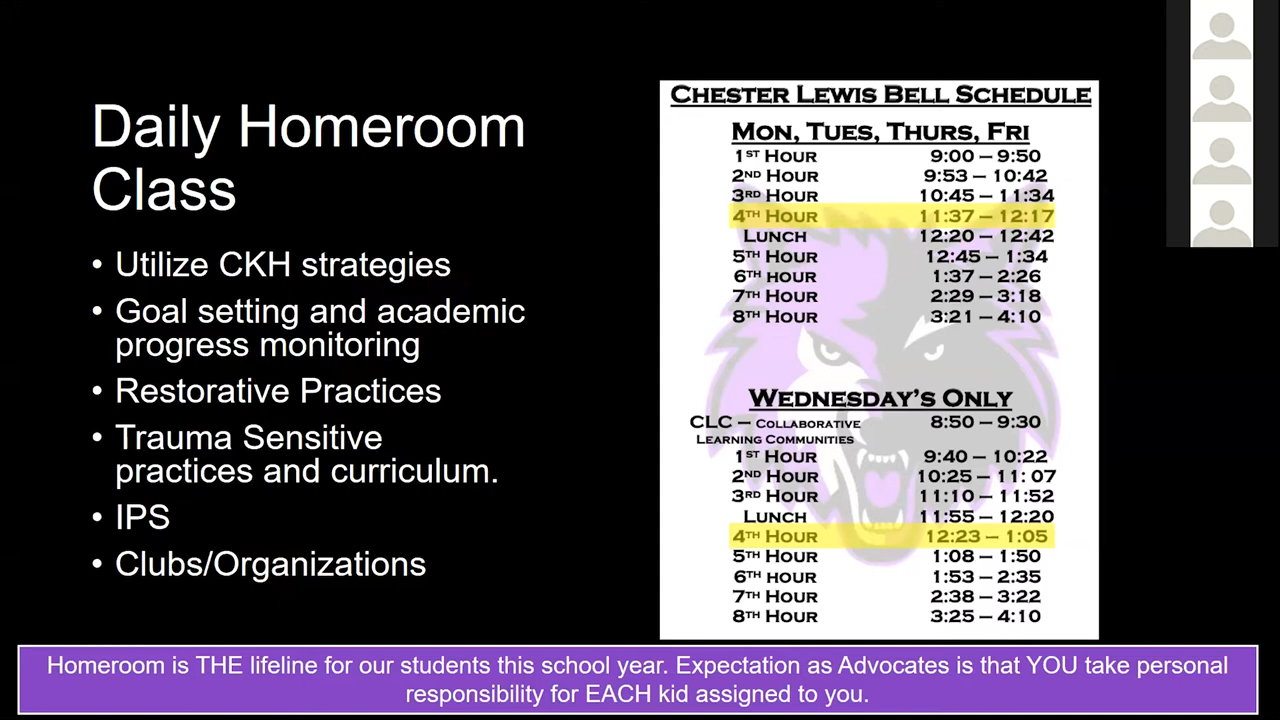 Daily Homeroom
Class
• Utilize CKH strategies
• Goal setting and academic
progress monitoring
• Restorative Practices
• Trauma Sensitive
practices and curriculum.
• IPS
• Clubs/Organizations
CHESTER LEWIS BELL SCHEDULE
MON, TUES, THURS, FRI
1ST HOUR 9:00 – 9:50
2ND HOUR 9:53 – 10:42
3RD HOUR 10:45 – 11:34
4TH HOUR 11:37 – 12:17
LUNCH 12:20 – 12:42
5TH HOUR 12:45 – 1:34
6TH HOUR 1:37 – 2:26
7TH HOUR 2:29 – 3:18
8TH HOUR 3:21 – 4:10
WEDNESDAY'S ONLY
CLC – COLLABORATIVE 8:50 – 9:30
LEARNING COMMUNITIES
1ST HOUR 9:40 – 10:22
2ND HOUR 10:25 – 11: 07
3RD HOUR 11:10 – 11:52
LUNCH 11:55 – 12:20
4TH HOUR 12:23 – 1:05
5TH HOUR 1:08 – 1:50
6TH HOUR 1:53 – 2:35
7TH HOUR 2:38 – 3:22
8TH HOUR 3:25 – 4:10
Homeroom is THE lifeline for our students this school year. Expectation as Advocates is that YOU take personal
responsibility for EACH kid assigned to you.